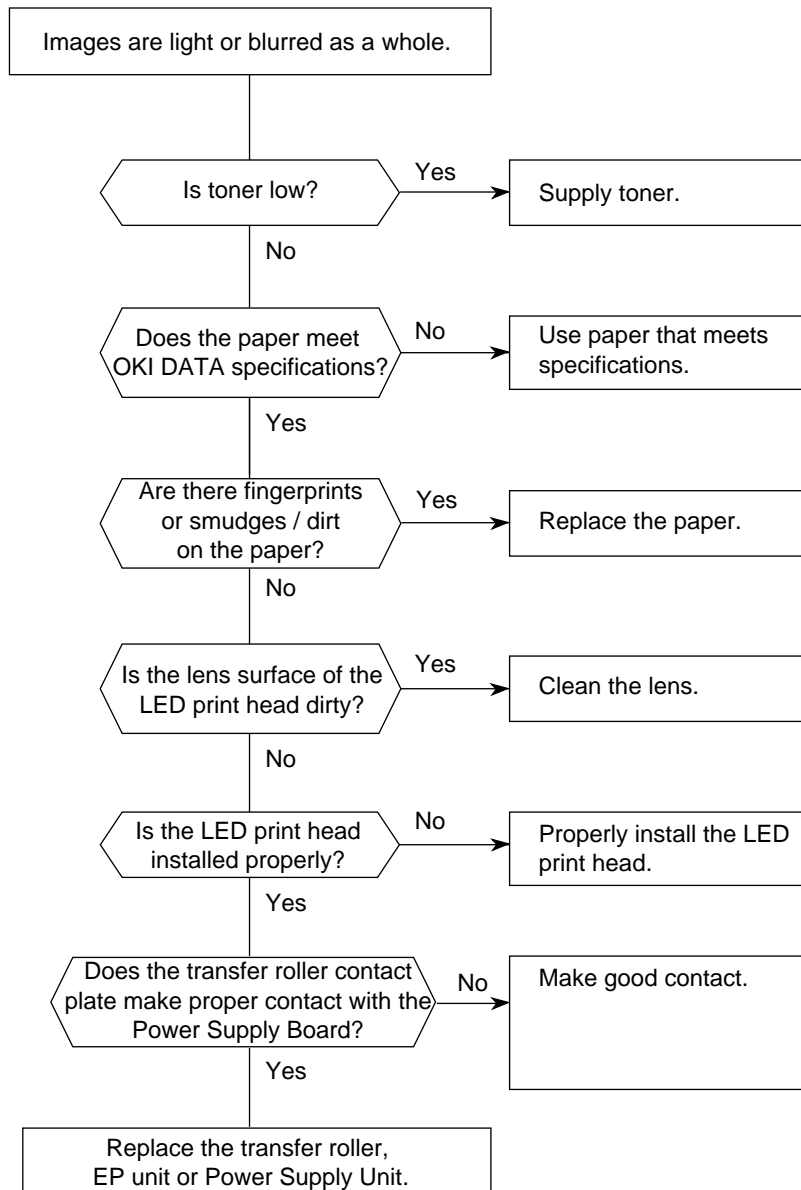 Images are light or blurred as a whole.
Is toner low?
Yes
Supply toner.
No
Does the paper meet
OKI DATA specifications?
No
Use paper that meets
specifications.
Yes
Are there fingerprints
or smudges / dirt
on the paper?
Yes
Replace the paper.
No
Is the lens surface of the
LED print head dirty?
Yes
Clean the lens.
No
Is the LED print head
installed properly?
No
Properly install the LED
print head.
Yes
Does the transfer roller contact
plate make proper contact with the
Power Supply Board?
No
Make good contact.
Yes
Replace the transfer roller,
EP unit or Power Supply Unit.